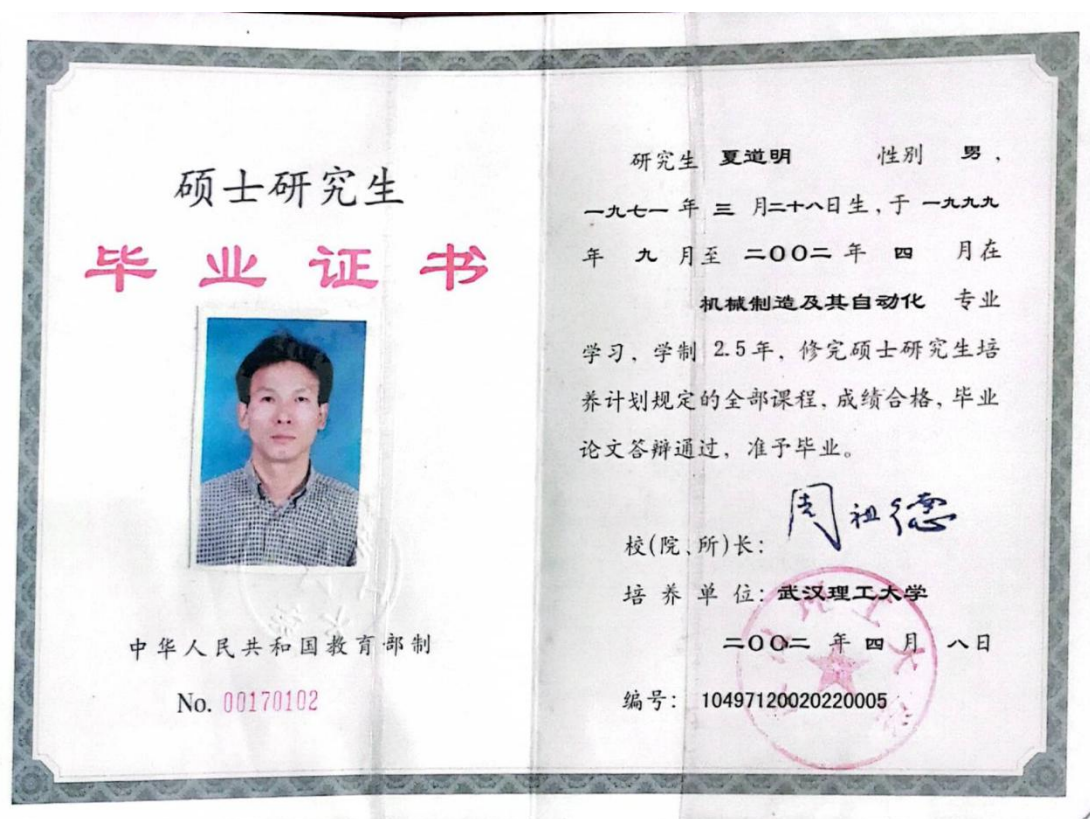 硕士研究生
毕业证书
中华人民共和国教育部制
No. 00170102
研究生 夏道明 性别 男，
一九七一年 三 月二十八日生，于 一九九九
年 九 月至 二〇〇二 年 四 月在
机械制造及其自动化 专业
学习，学制 2.5年，修完硕士研究生培
养计划规定的全部课程，成绩合格，毕业
论文答辩通过，准予毕业。
校(院、所)长：周祖德
培 养 单 位：武汉理工大学
二〇〇二 年 四 月 八日
编号： 10497120020220005